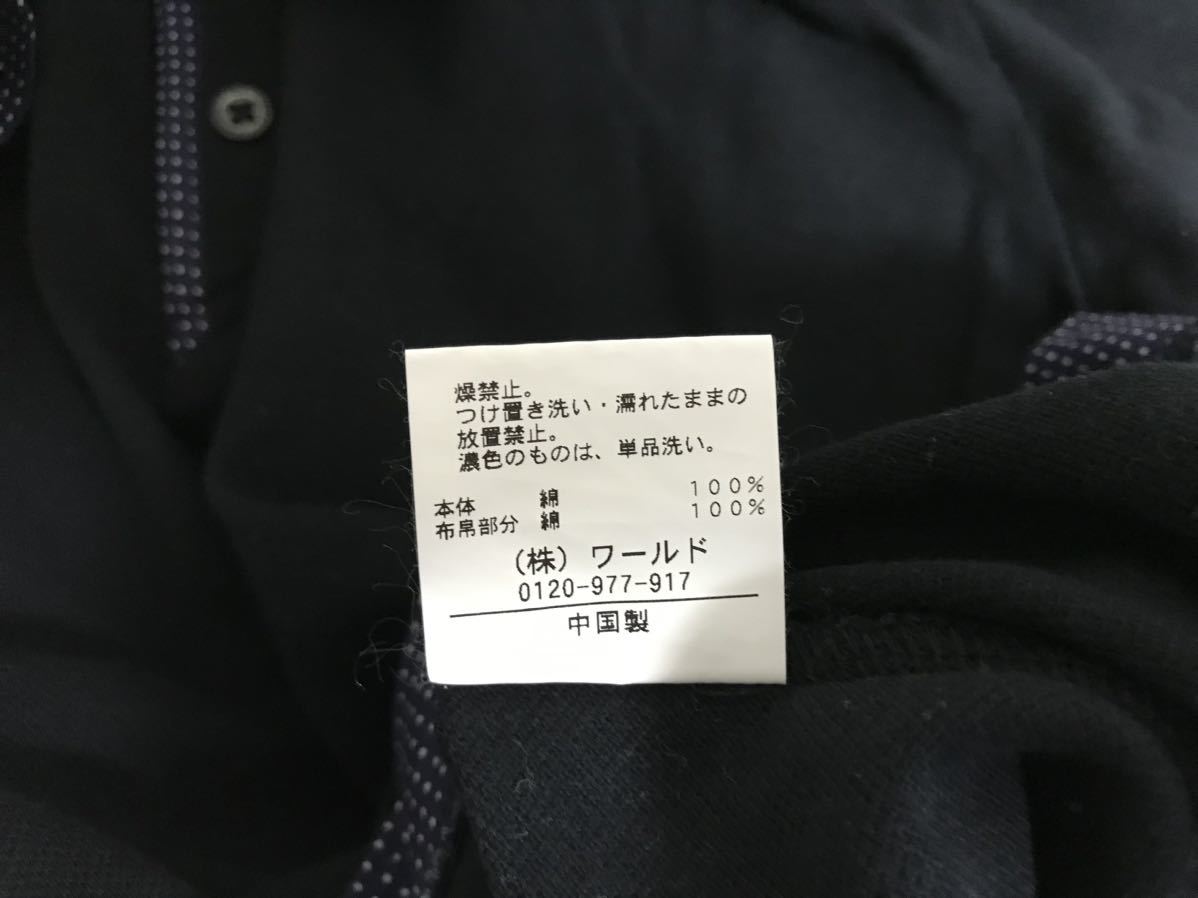 燥禁止。
つけ置き洗い・濡れたままの
放置禁止。
濃色のものは、単品洗い。
本体 綿 100%
布帛部分 綿 100%
(株) ワールド
0120-977-917
中国製